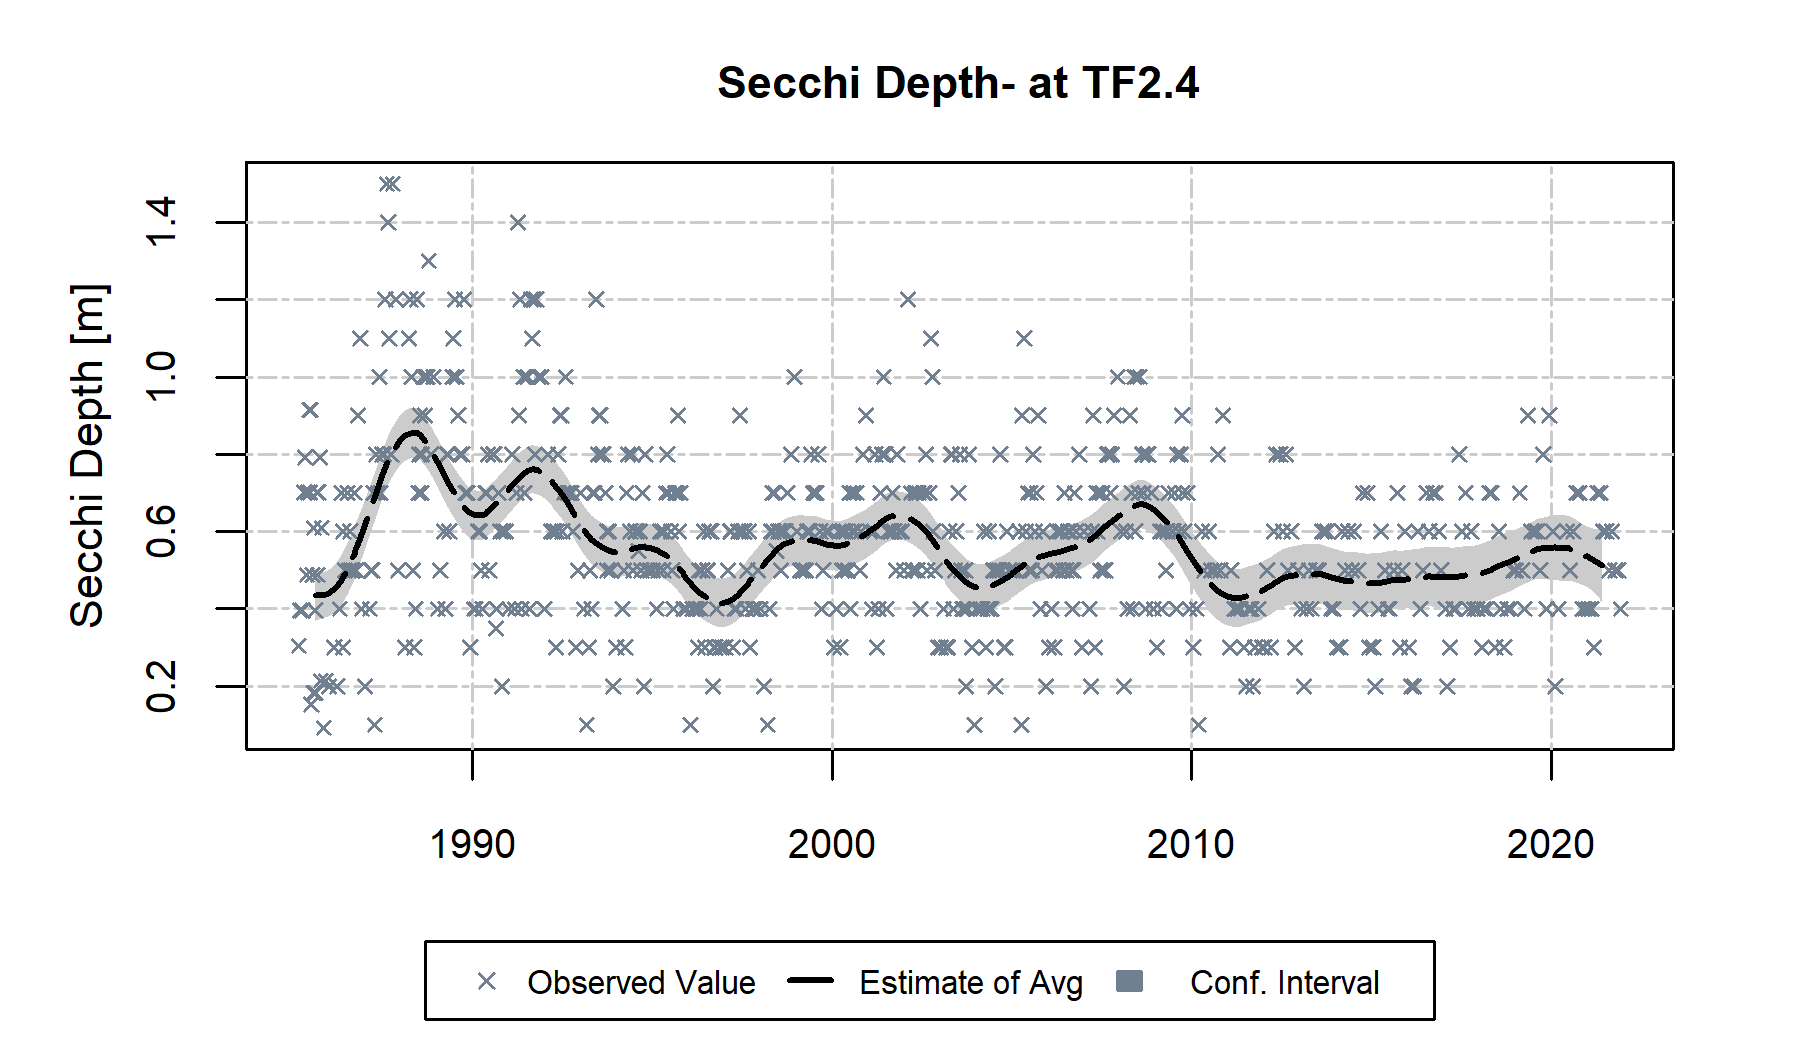 Secchi Depth- at TF2.4
Secchi Depth [m]
1.4
1.0
0.6
0.2
1990 2000 2010 2020
Observed Value Estimate of Avg Conf. Interval